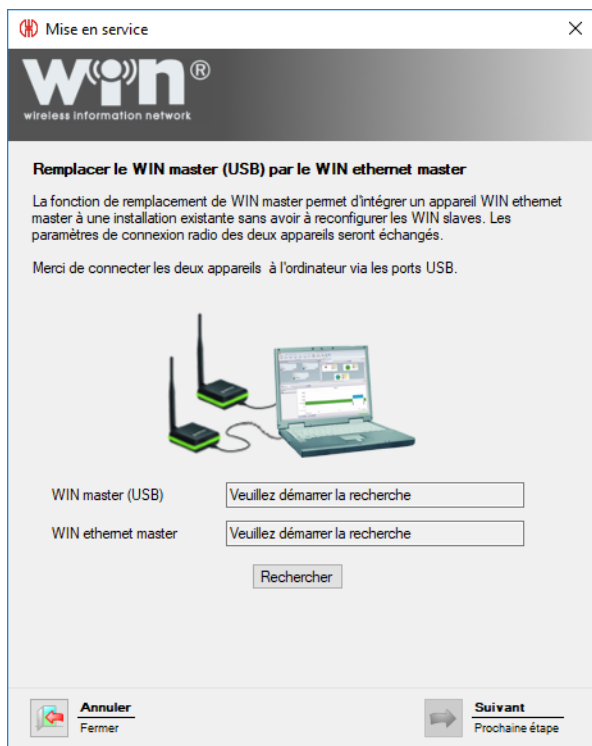 Mise en service
win®
wireless information network
Remplacer le WIN master (USB) par le WIN ethernet master
La fonction de remplacement de WIN master permet d'intégrer un appareil WIN ethernet
master à une installation existante sans avoir à reconfigurer les WIN slaves. Les
paramètres de connexion radio des deux appareils seront échangés.
Merci de connecter les deux appareils à l'ordinateur via les ports USB.
WIN master (USB)
Veuillez démarrer la recherche
WIN ethernet master
Veuillez démarrer la recherche
Rechercher
Annuler
Fermer
Suivant
Prochaine étape